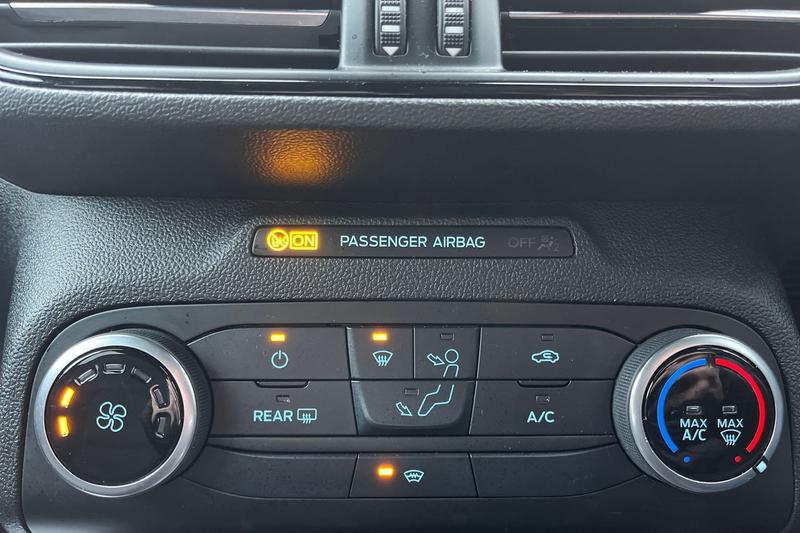 ON PASSENGER AIRBAG OFF
REAR
A/C
MAX A/C
MAX